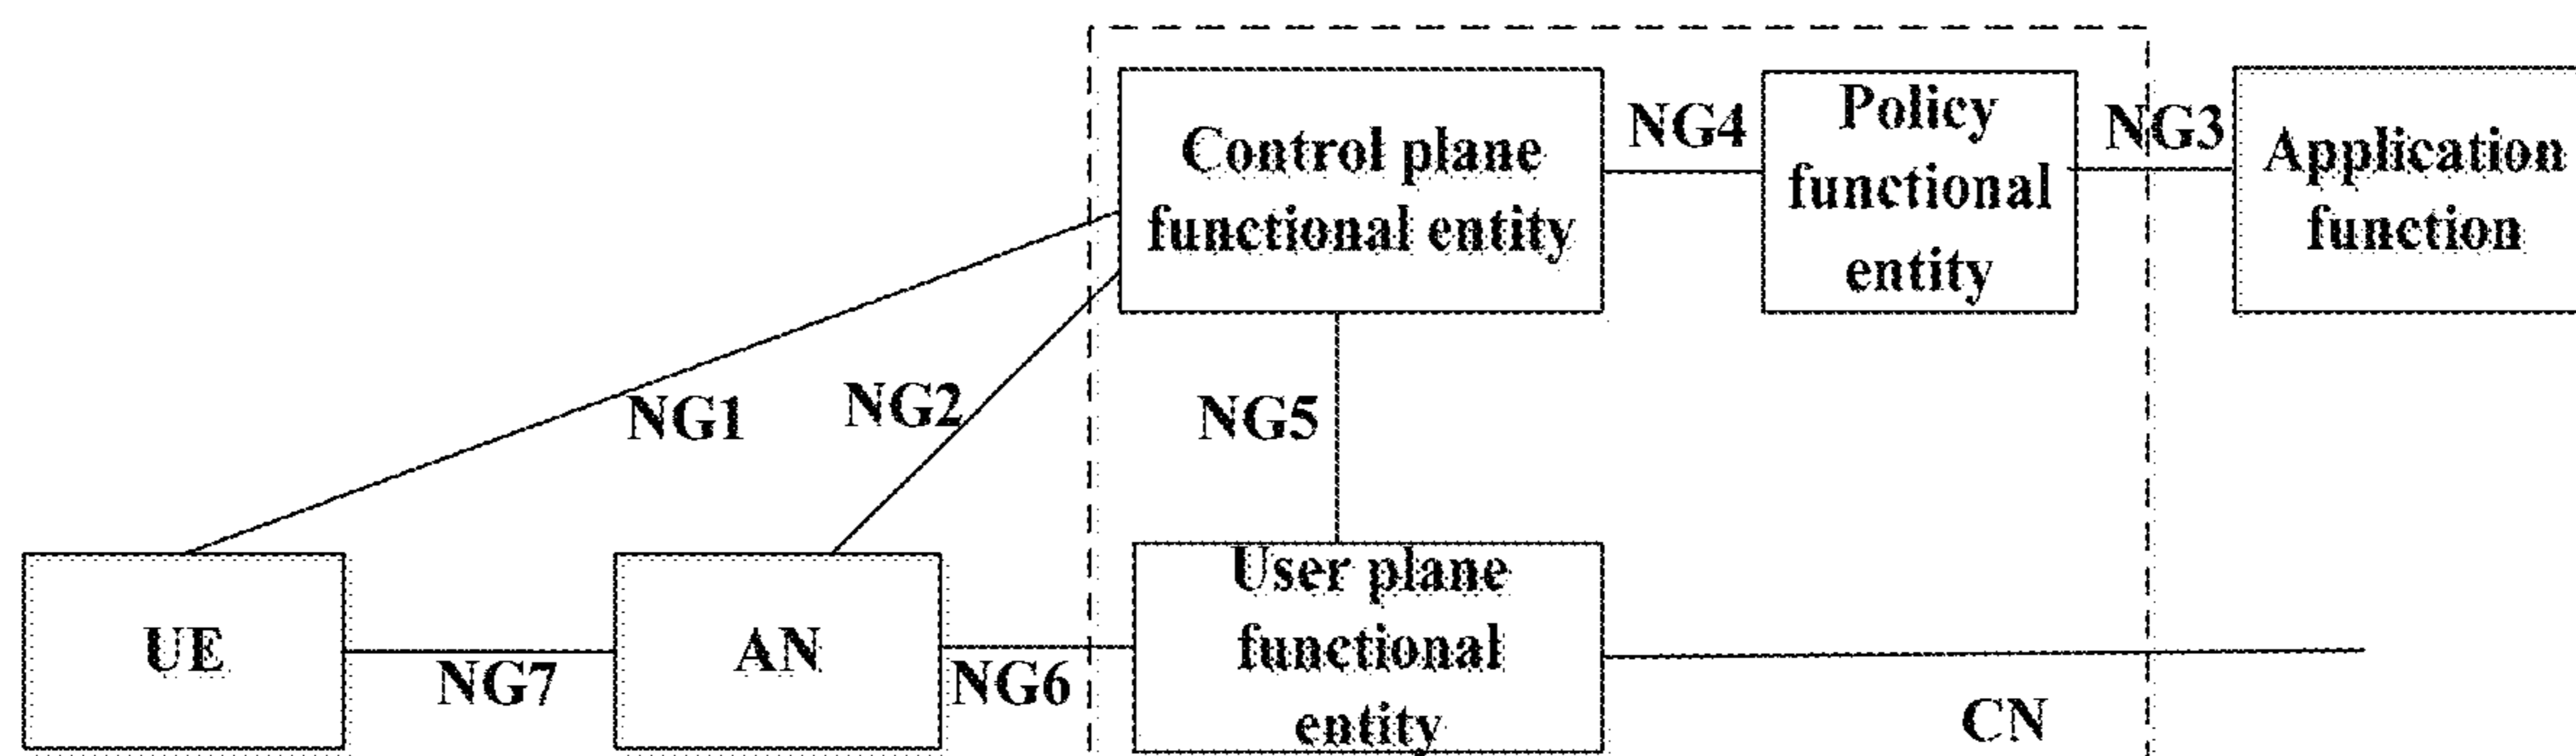 Control plane
functional entity
NG4
Policy
functional
entity
NG3
Application
function
NG1
NG2
NG5
UE
NG7
AN
NG6
User plane
functional
entity
CN